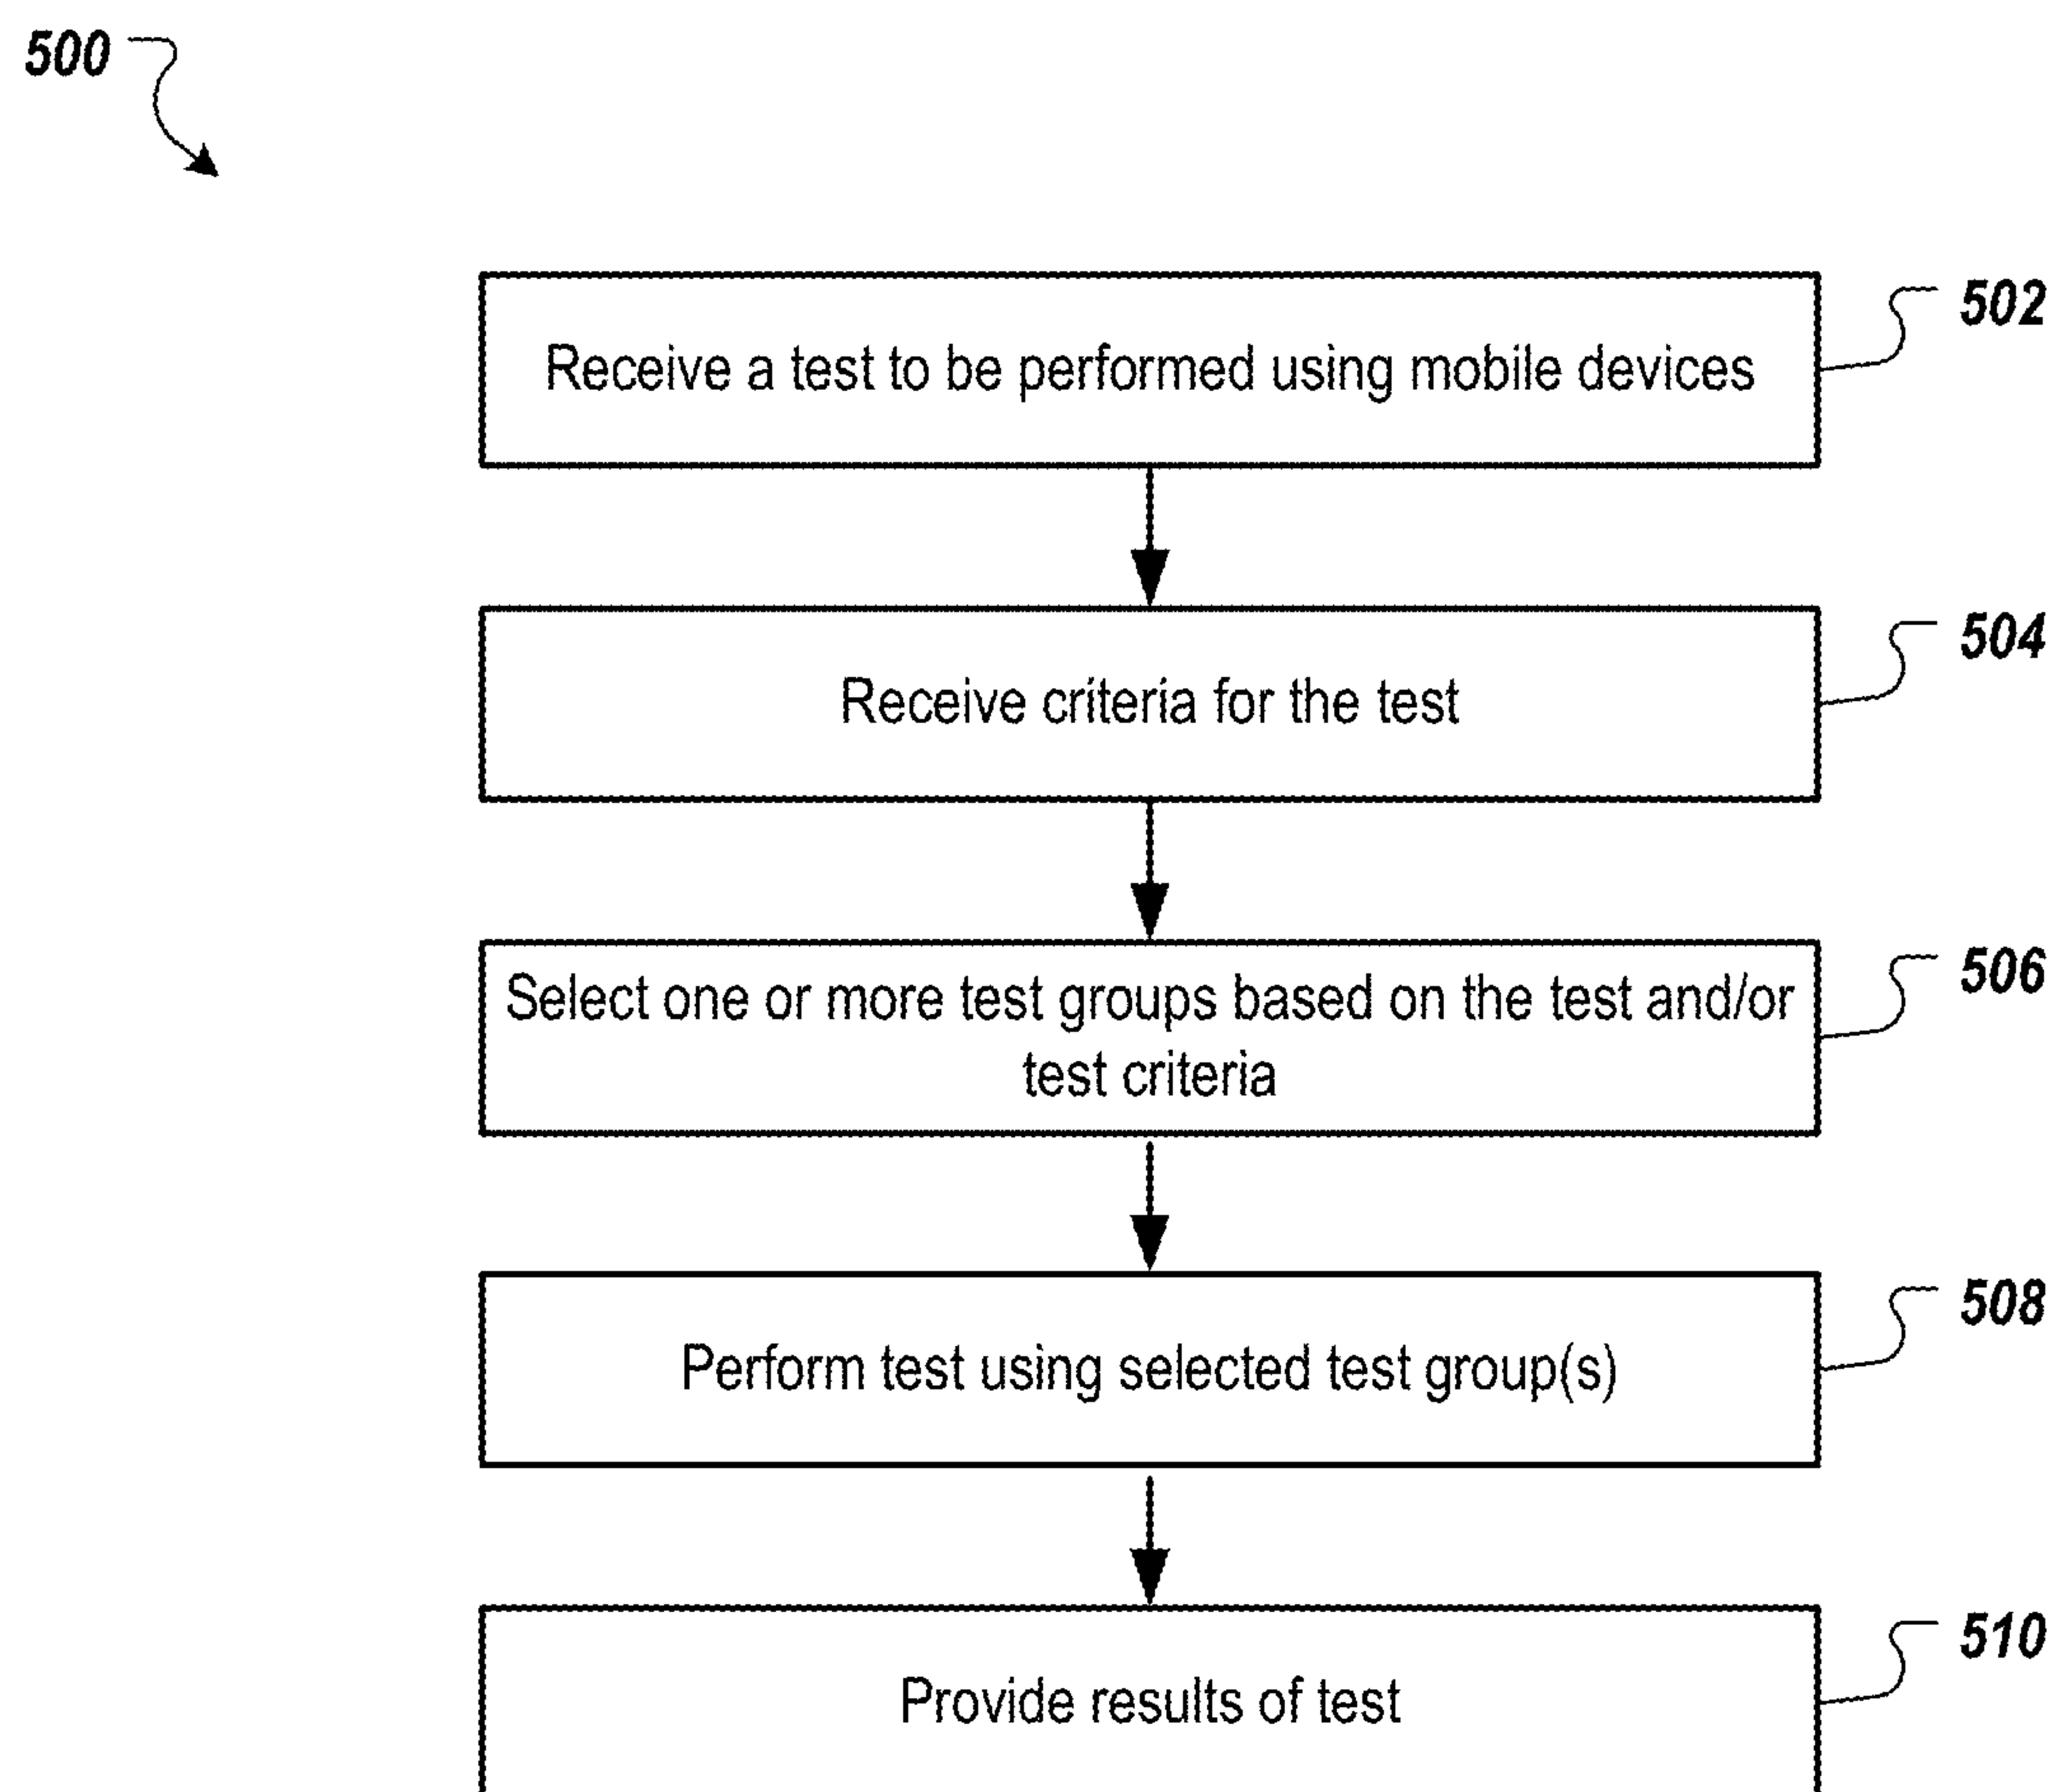 500
502
Receive a test to be performed using mobile devices
504
Receive criteria for the test
506
Select one or more test groups based on the test and/or
test criteria
508
Perform test using selected test group(s)
510
Provide results of test